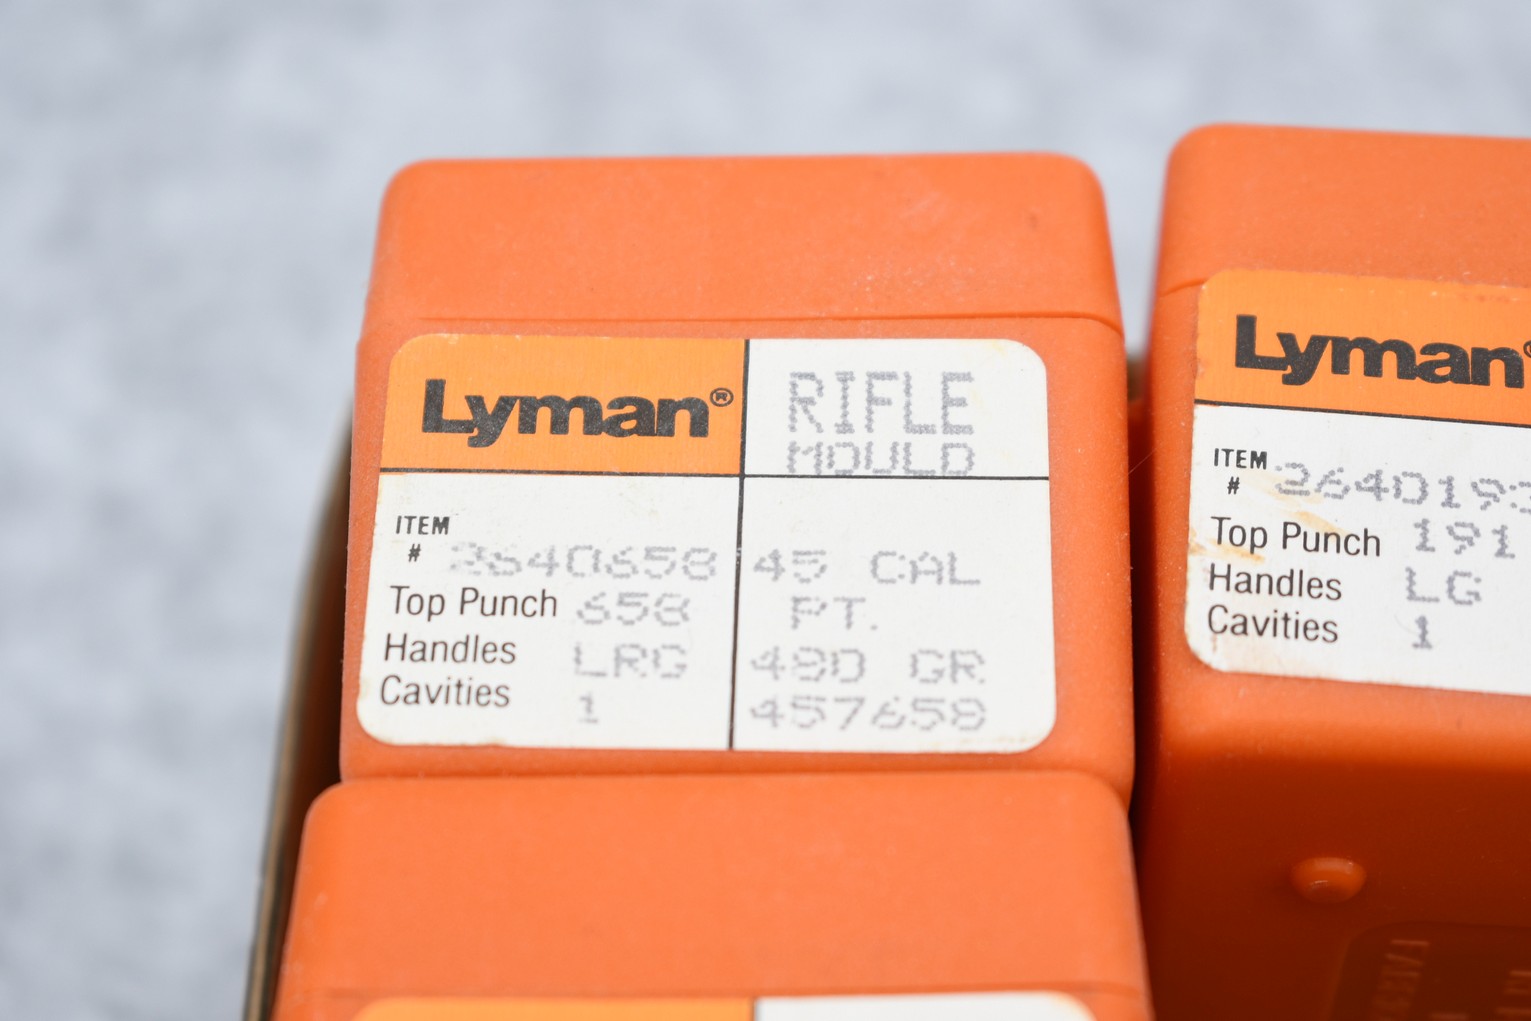 Lyman®
RIFLE
MOULD
ITEM
# 2640658
Top Punch 658
Handles LRG
Cavities 1
45 CAL
PT.
480 GR
457658
Lyman®
ITEM
# 2640193
Top Punch 191
Handles LG
Cavities 1